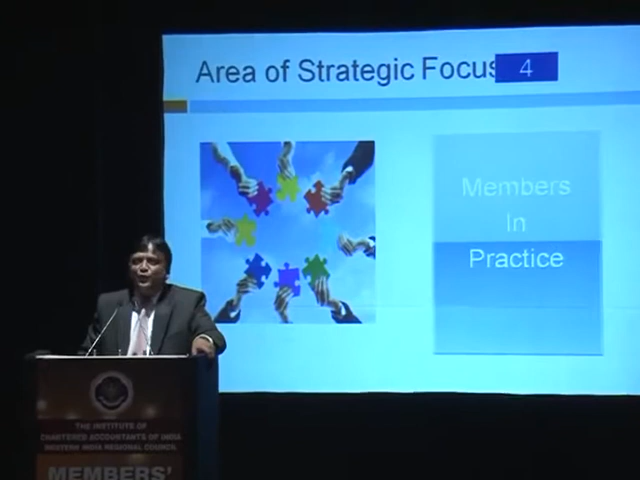 Area of Strategic Focus 4
Members
In
Practice
THE INSTITUTE OF
CHARTERED ACCOUNTANTS OF INDIA
WESTERN INDIA REGIONAL COUNCIL
MEMBERS'